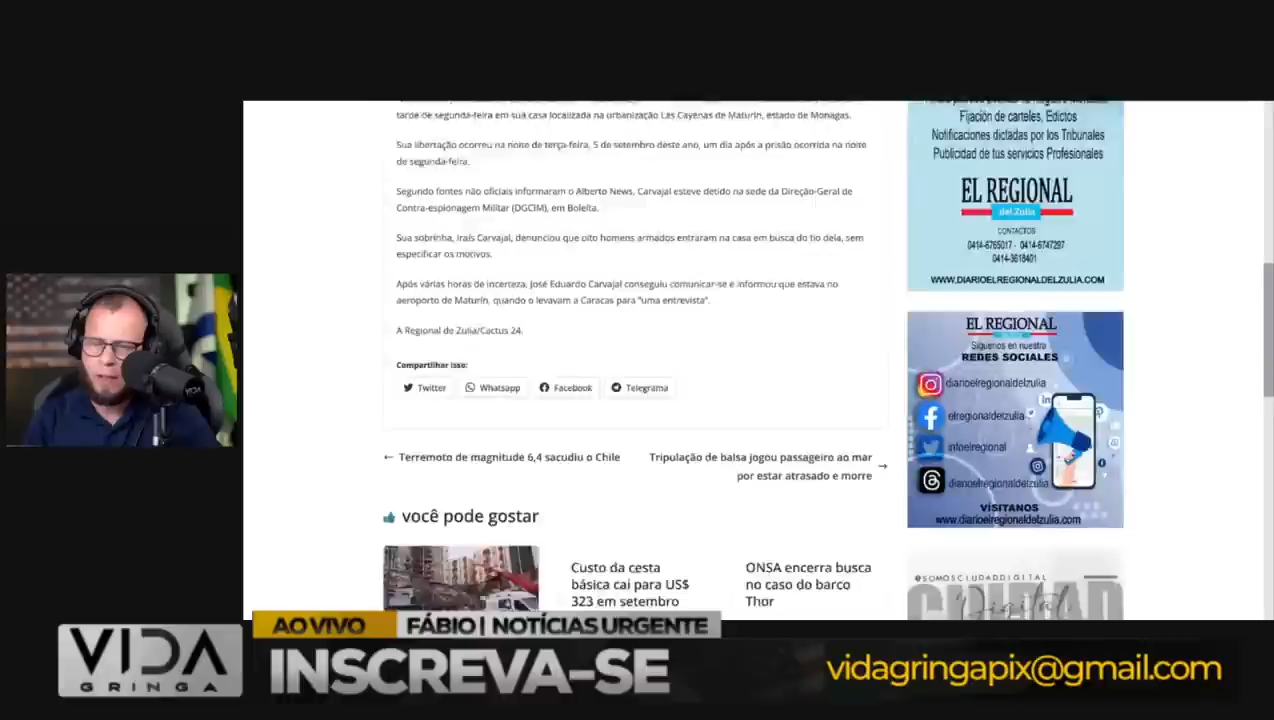 tarde de segunda-feira em sua casa localizada na urbanização Las Cayenas de Maturín, estado de Monagas.
Sua libertação ocorreu na noite de terça-feira, 5 de setembro deste ano, um dia após a prisão ocorrida na noite
de segunda-feira.
Segundo fontes não oficiais informaram o Alberto News, Carvajal esteve detido na sede da Direção-Geral de
Contra-espionagem Militar (DGCIM), em Boleíta.
Sua sobrinha, Iraís Carvajal, denunciou que oito homens armados entraram na casa em busca do tio dela, sem
especificar os motivos.
Após várias horas de incerteza, José Eduardo Carvajal conseguiu comunicar-se e informou que estava no
aeroporto de Maturín, quando o levavam a Caracas para "uma entrevista".
A Regional de Zulia/Cactus 24.
Compartilhar isso:
Twitter
Whatsapp
Facebook
Telegrama
← Terremoto de magnitude 6,4 sacudiu o Chile
Tripulação de balsa jogou passageiro ao mar
por estar atrasado e morre →
você pode gostar
Custo da cesta
básica cai para US$
323 em setembro
ONSA encerra busca
no caso do barco
Thor
Fijación de carteles, Edictos
Notificaciones dictadas por los Tribunales
Publicidad de tus servicios Profesionales
EL REGIONAL
del Zulia
CONTACTOS
0414-6765017 - 0414-6747297
0414-3618401
WWW.DIARIOELREGIONALDELZULIA.COM
EL REGIONAL
Síguenos en nuestra
REDES SOCIALES
diarioelregionaldelzulia
elregionaldelzulia
infoelregional
diarioelregionaldelzulia
VÍSITANOS
www.diarioelregionaldelzulia.com
@SOMOSCIUDADDIGITAL
CIUDAD
Digital
VIDA
AO VIVO
FÁBIO | NOTÍCIAS URGENTE
VIDA
GRINGA
INSCREVA-SE
vidagringapix@gmail.com